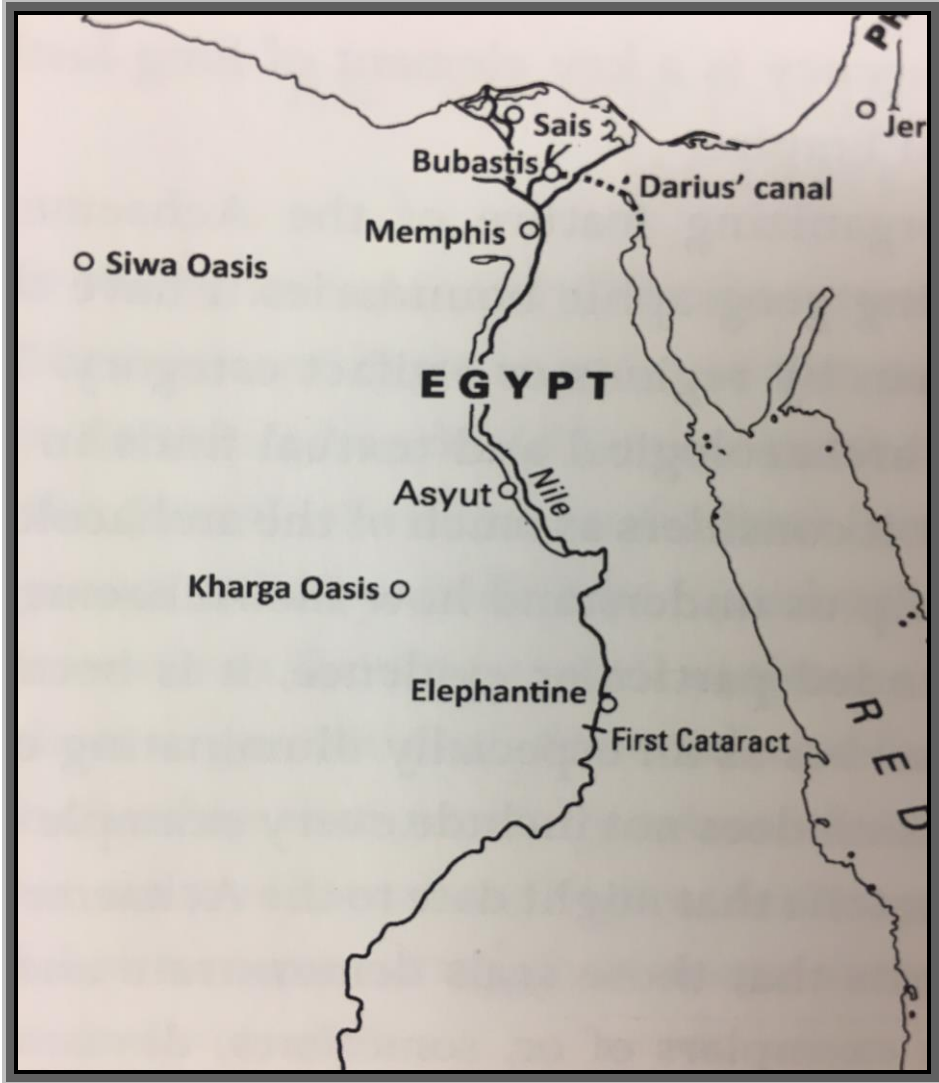 Sais
Bubastis
Darius' canal
Memphis
Siwa Oasis
EGYPT
Asyut
Nile
Kharga Oasis
Elephantine
First Cataract
RED
Jer